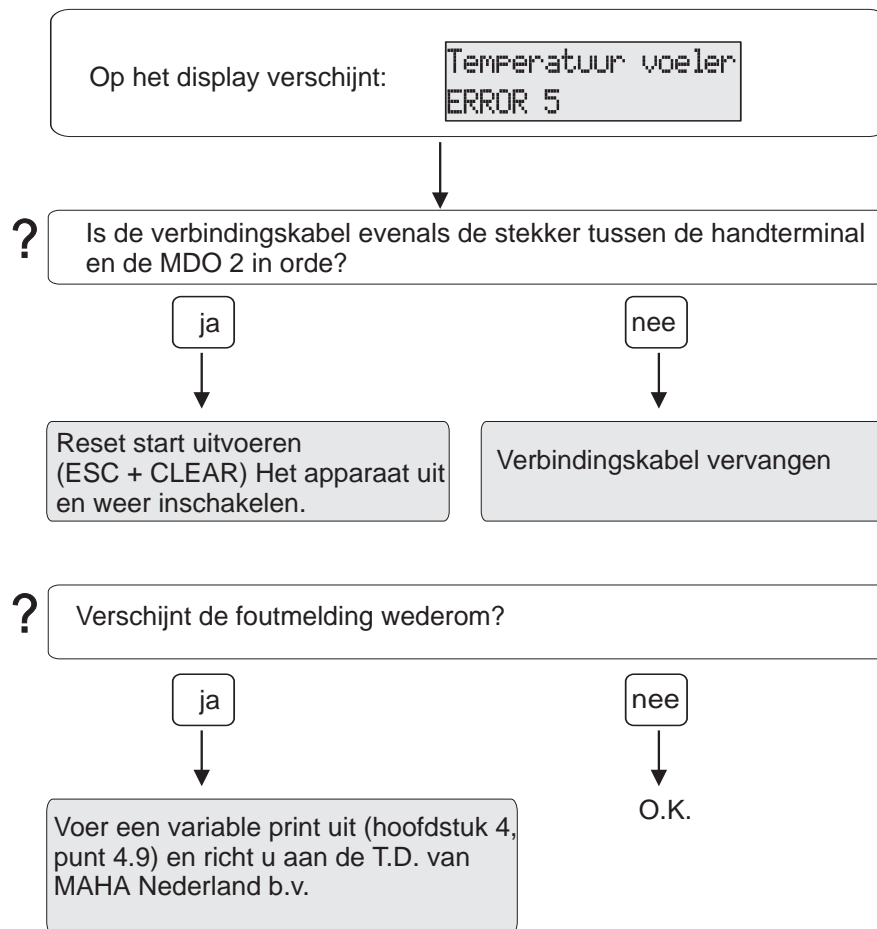 Op het display verschijnt:
Temperatuur voeler
ERROR 5
?
Is de verbindingskabel evenals de stekker tussen de handterminal
en de MDO 2 in orde?
ja
nee
Reset start uitvoeren
(ESC + CLEAR) Het apparaat uit
en weer inschakelen.
Verbindingskabel vervangen
?
Verschijnt de foutmelding wederom?
ja
nee
Voer een variable print uit (hoofdstuk 4,
punt 4.9) en richt u aan de T.D. van
MAHA Nederland b.v.
O.K.